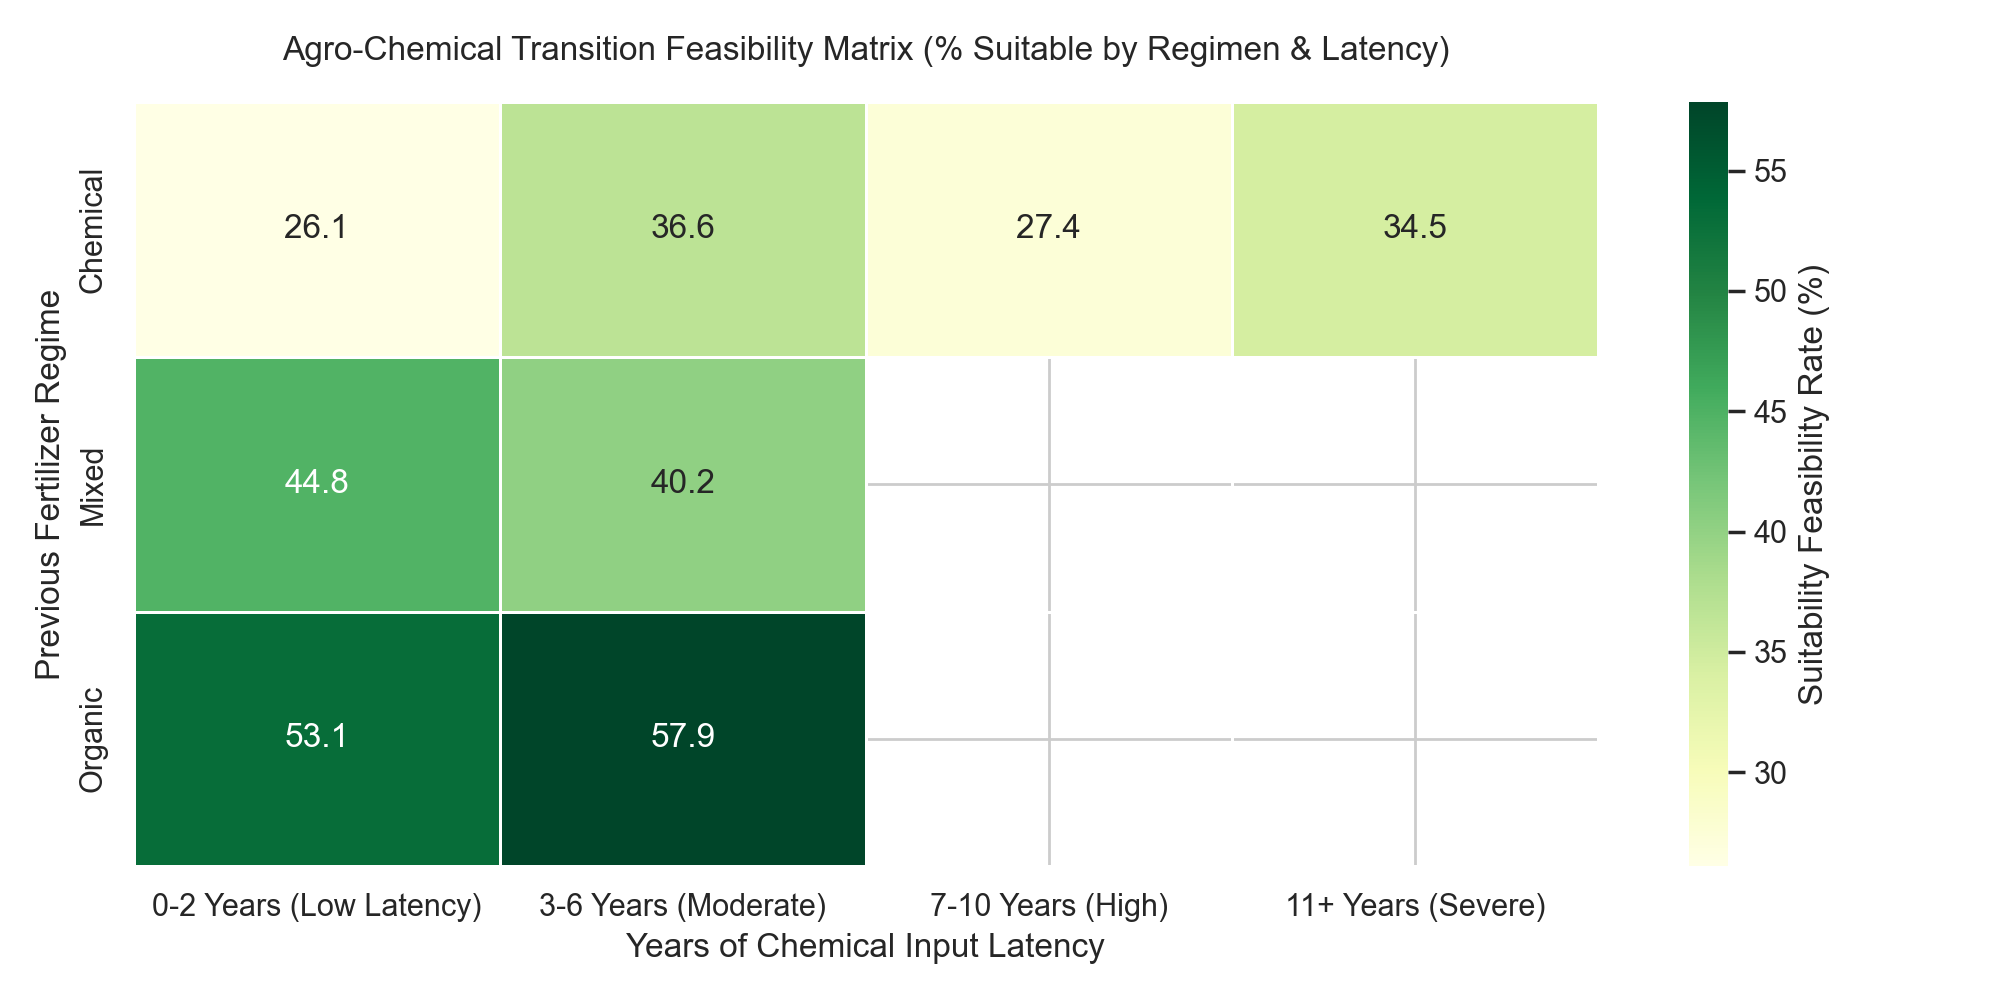 Agro-Chemical Transition Feasibility Matrix (% Suitable by Regimen & Latency)
Previous Fertilizer Regime
Chemical
26.1
36.6
27.4
34.5
Mixed
44.8
40.2
Organic
53.1
57.9
0-2 Years (Low Latency)
3-6 Years (Moderate)
7-10 Years (High)
11+ Years (Severe)
Years of Chemical Input Latency
55
50
45
40
35
30
Suitability Feasibility Rate (%)